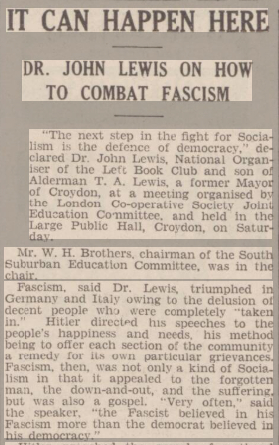 IT CAN HAPPEN HERE
DR. JOHN LEWIS ON HOW
TO COMBAT FASCISM
"The next step in the fight for Socia-
lism is the defence of democracy," de-
clared Dr. John Lewis, National Organ-
iser of the Left Book Club and son of
Alderman T. A. Lewis, a former Mayor
of Croydon, at a meeting organised by
the London Co-operative Society Joint
Education Committee, and held in the
Large Public Hall, Croydon, on Satur-
day.
Mr. W. H. Brothers, chairman of the South
Suburban Education Committee, was in the
chair.
Fascism, said Dr. Lewis, triumphed in
Germany and Italy owing to the delusion of
decent people who were completely "taken
in." Hitler directed his speeches to the
people's happiness and needs, his method
being to offer each section of the community
a remedy for its own particular grievances.
Fascism, then, was not only a kind of Socia-
lism in that it appealed to the forgotten
man, the down-and-out, and the suffering,
but was also a gospel. "Very often," said
the speaker, "the Fascist believed in his
Fascism more than the democrat believed in
his democracy."